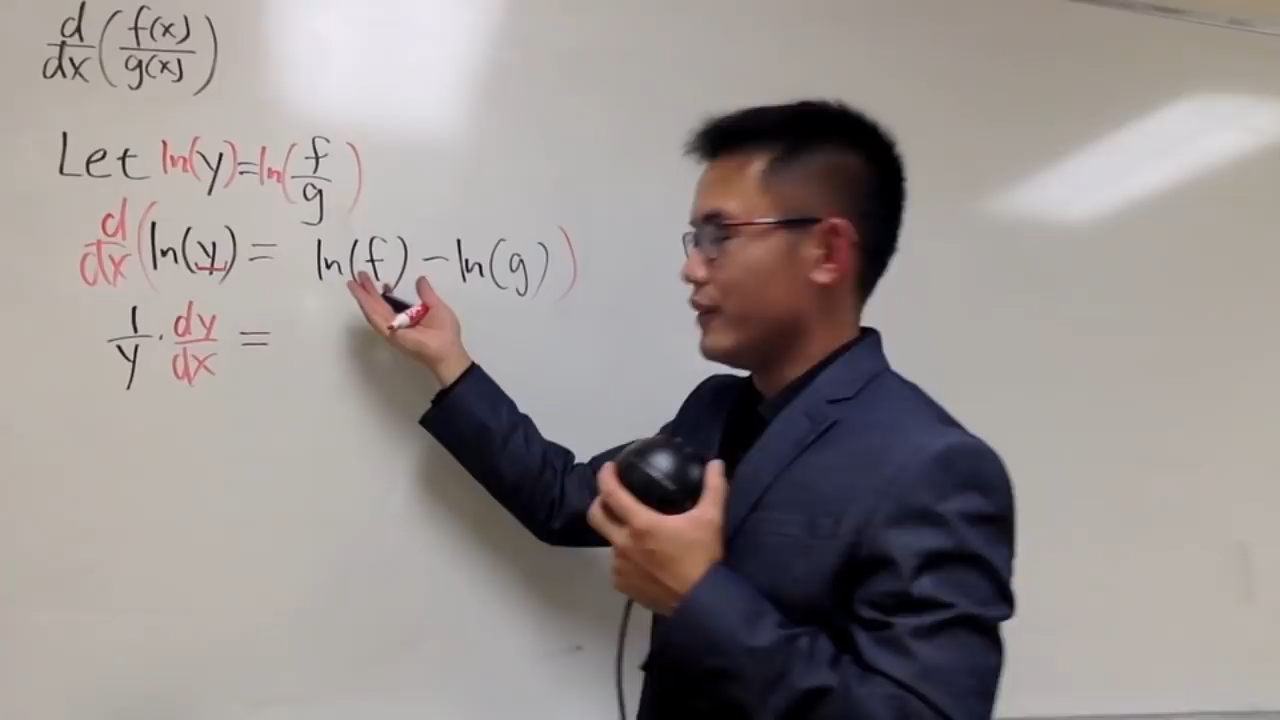 d/dx (f(x)/g(x))
Let ln(y)=ln(f/g)
d/dx (ln(y) = ln(f) - ln(g))
1/y · dy/dx =